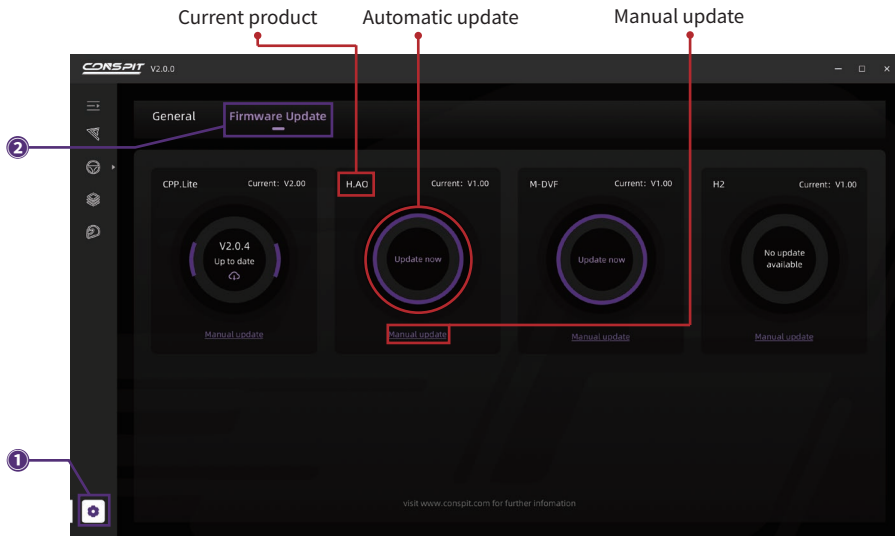 Current product
Automatic update
Manual update
CONSPIT V2.0.0
General
Firmware Update
CPP.Lite
Current: V2.00
V2.0.4
Up to date
Manual update
H.AO
Current: V1.00
Update now
Manual update
M-DVF
Current: V1.00
Update now
Manual update
H2
Current: V1.00
No update
available
Manual update
2
1
visit www.conspit.com for further infomation